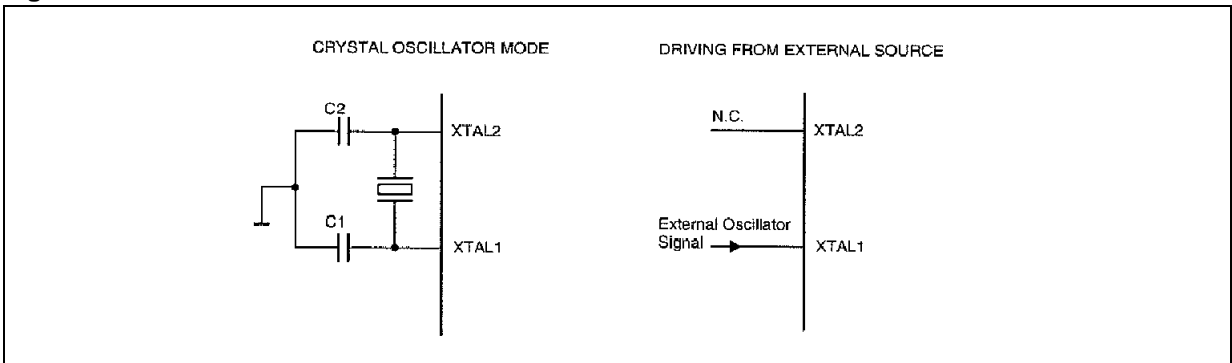 CRYSTAL OSCILLATOR MODE
C2
XTAL2
C1
XTAL1
DRIVING FROM EXTERNAL SOURCE
N.C.
XTAL2
External Oscillator
Signal
XTAL1